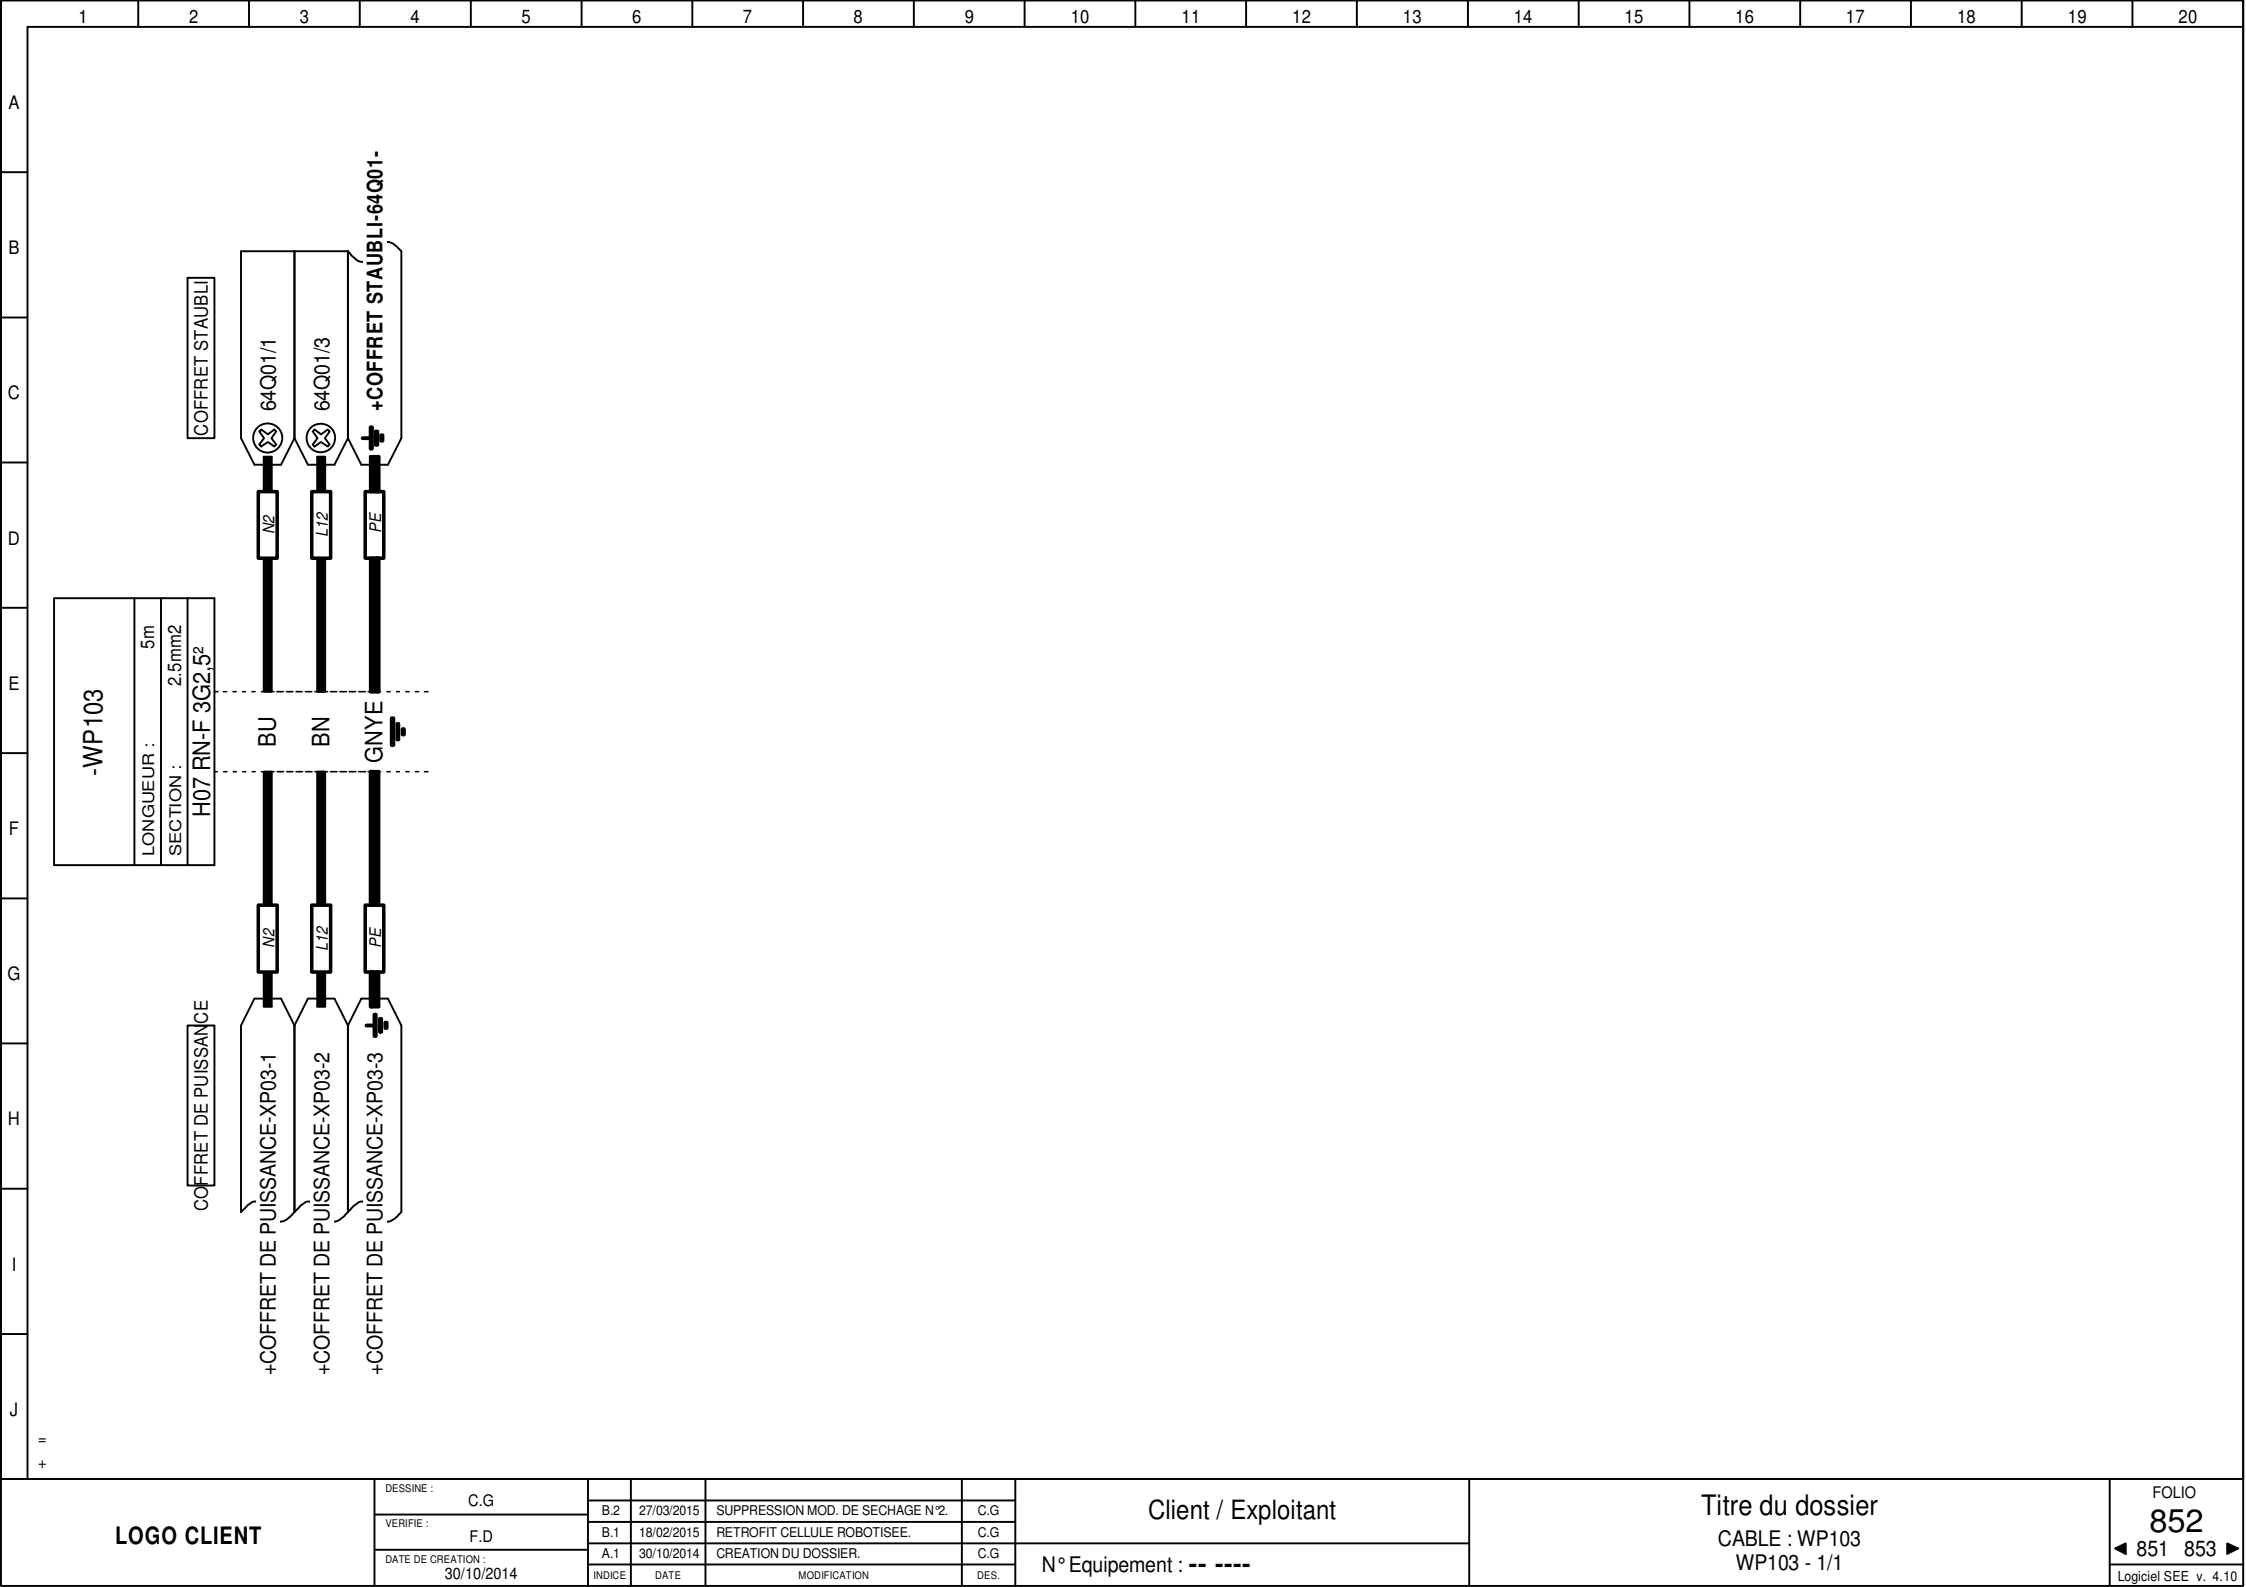 1 2 3 4 5 6 7 8 9 10 11 12 13 14 15 16 17 18 19 20
A
B
C
D
E
F
G
H
I
J
-WP103
LONGUEUR : 5m
SECTION : 2.5mm2
H07 RN-F 3G2,5²
COFFRET STAUBLI
64Q01/1
64Q01/3
+COFFRET STAUBLI-64Q01-
N2
L12
PE
BU
BN
GNYE
N2
L12
PE
COFFRET DE PUISSANCE
+COFFRET DE PUISSANCE-XP03-1
+COFFRET DE PUISSANCE-XP03-2
+COFFRET DE PUISSANCE-XP03-3
=
+
LOGO CLIENT
DESSINE :
C.G
VERIFIE :
F.D
DATE DE CREATION :
30/10/2014
B.2 27/03/2015 SUPPRESSION MOD. DE SECHAGE N°2. C.G
B.1 18/02/2015 RETROFIT CELLULE ROBOTISEE. C.G
A.1 30/10/2014 CREATION DU DOSSIER. C.G
INDICE DATE MODIFICATION DES.
Client / Exploitant
N° Equipement : -- ----
Titre du dossier
CABLE : WP103
WP103 - 1/1
FOLIO
852
◄ 851 853 ►
Logiciel SEE v. 4.10